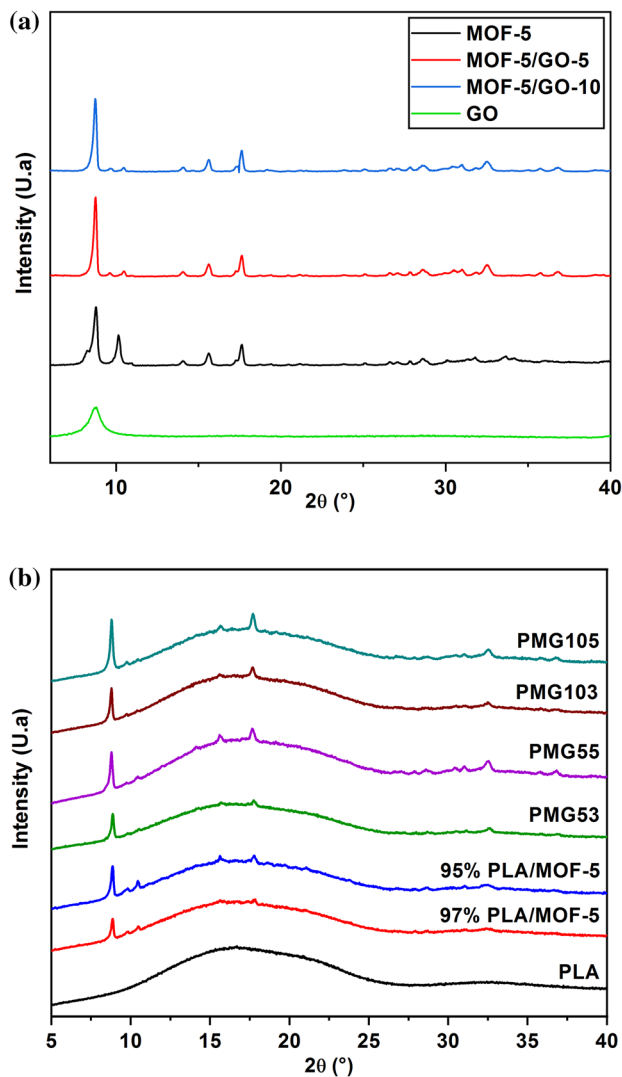 (a)
MOF-5
MOF-5/GO-5
MOF-5/GO-10
GO
Intensity (U.a)
10 20 30 40
2θ (°)
(b)
PMG105
PMG103
PMG55
PMG53
95% PLA/MOF-5
97% PLA/MOF-5
PLA
Intensity (U.a)
5 10 15 20 25 30 35 40
2θ (°)